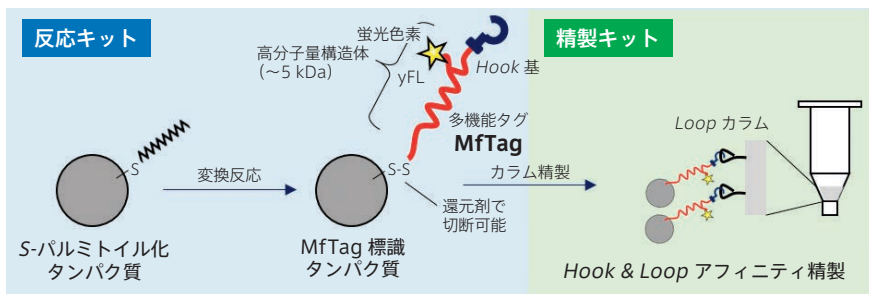 反応キット
精製キット
高分子量構造体
(~5 kDa)
蛍光色素
yFL
Hook 基
多機能タグ
MfTag
Loop カラム
S
変換反応
S-S
カラム精製
還元剤で
切断可能
S-パルミトイル化
タンパク質
MfTag 標識
タンパク質
Hook & Loop アフィニティ精製